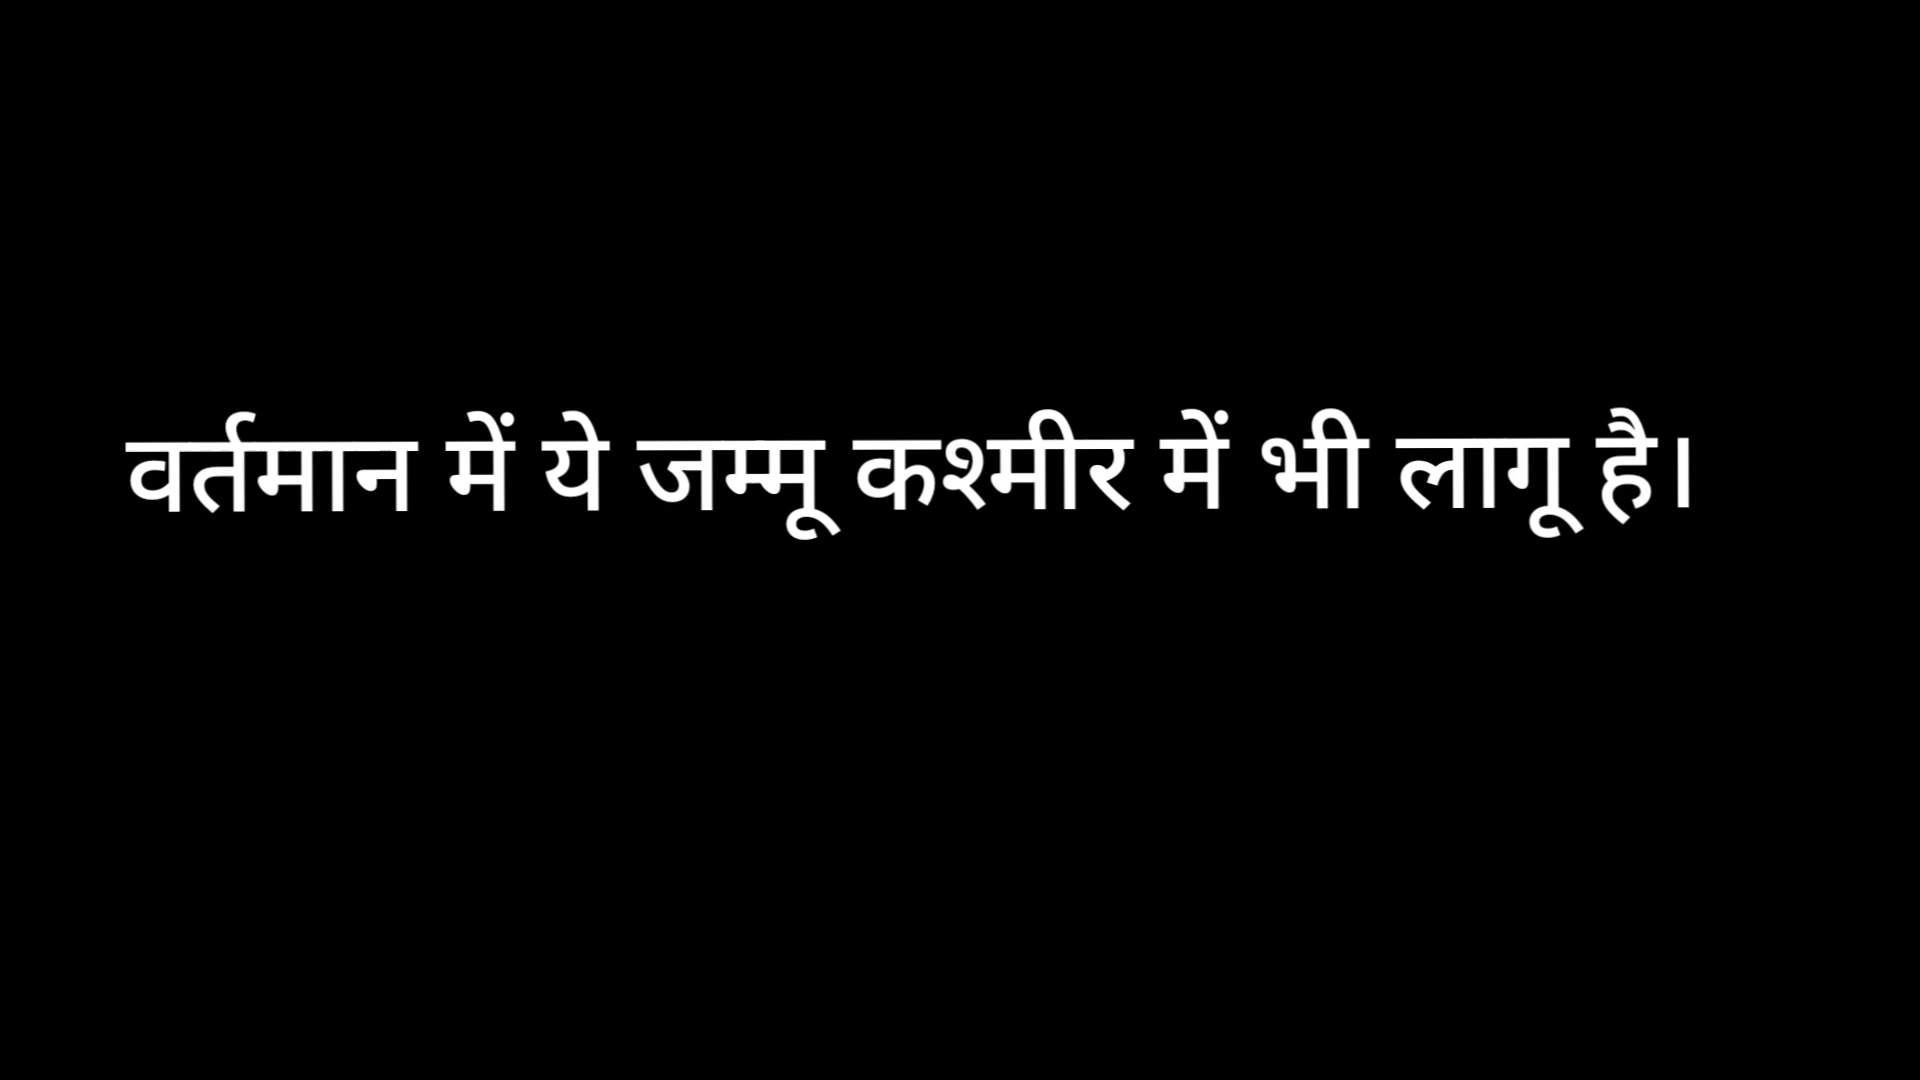 वर्तमान में ये जम्मू कश्मीर में भी लागू है।